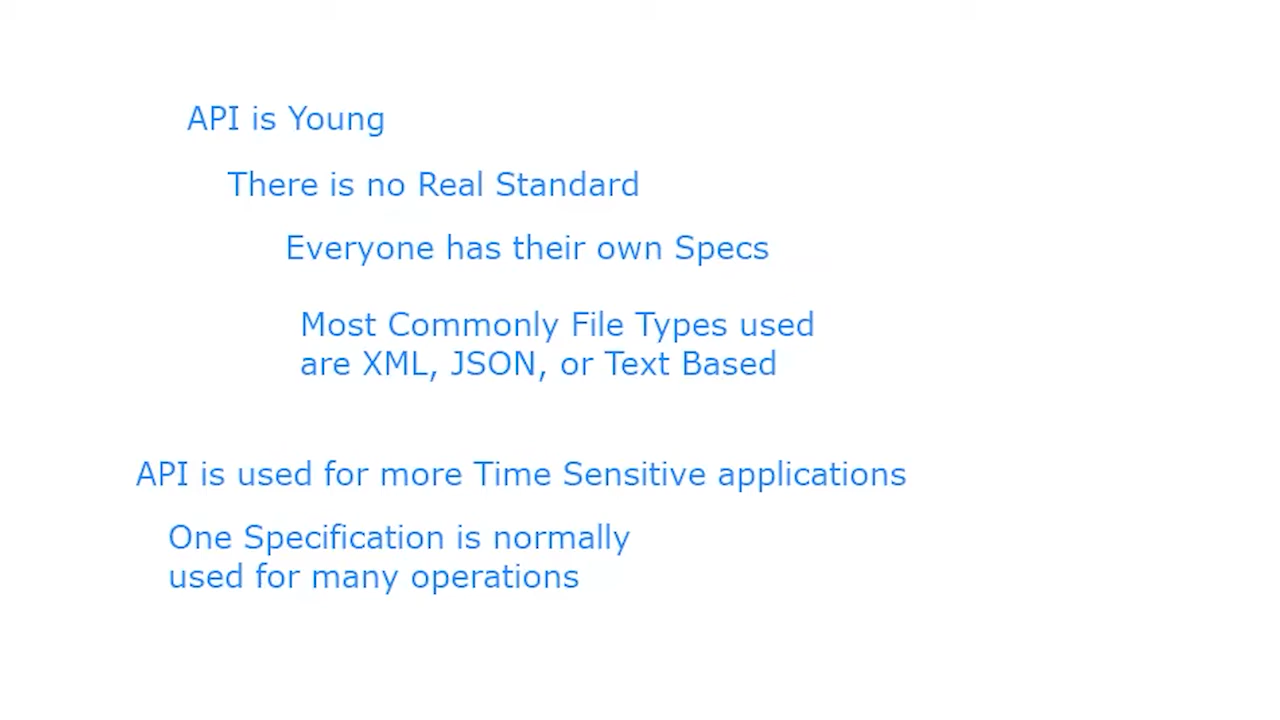 API is Young
There is no Real Standard
Everyone has their own Specs
Most Commonly File Types used
are XML, JSON, or Text Based
API is used for more Time Sensitive applications
One Specification is normally
used for many operations